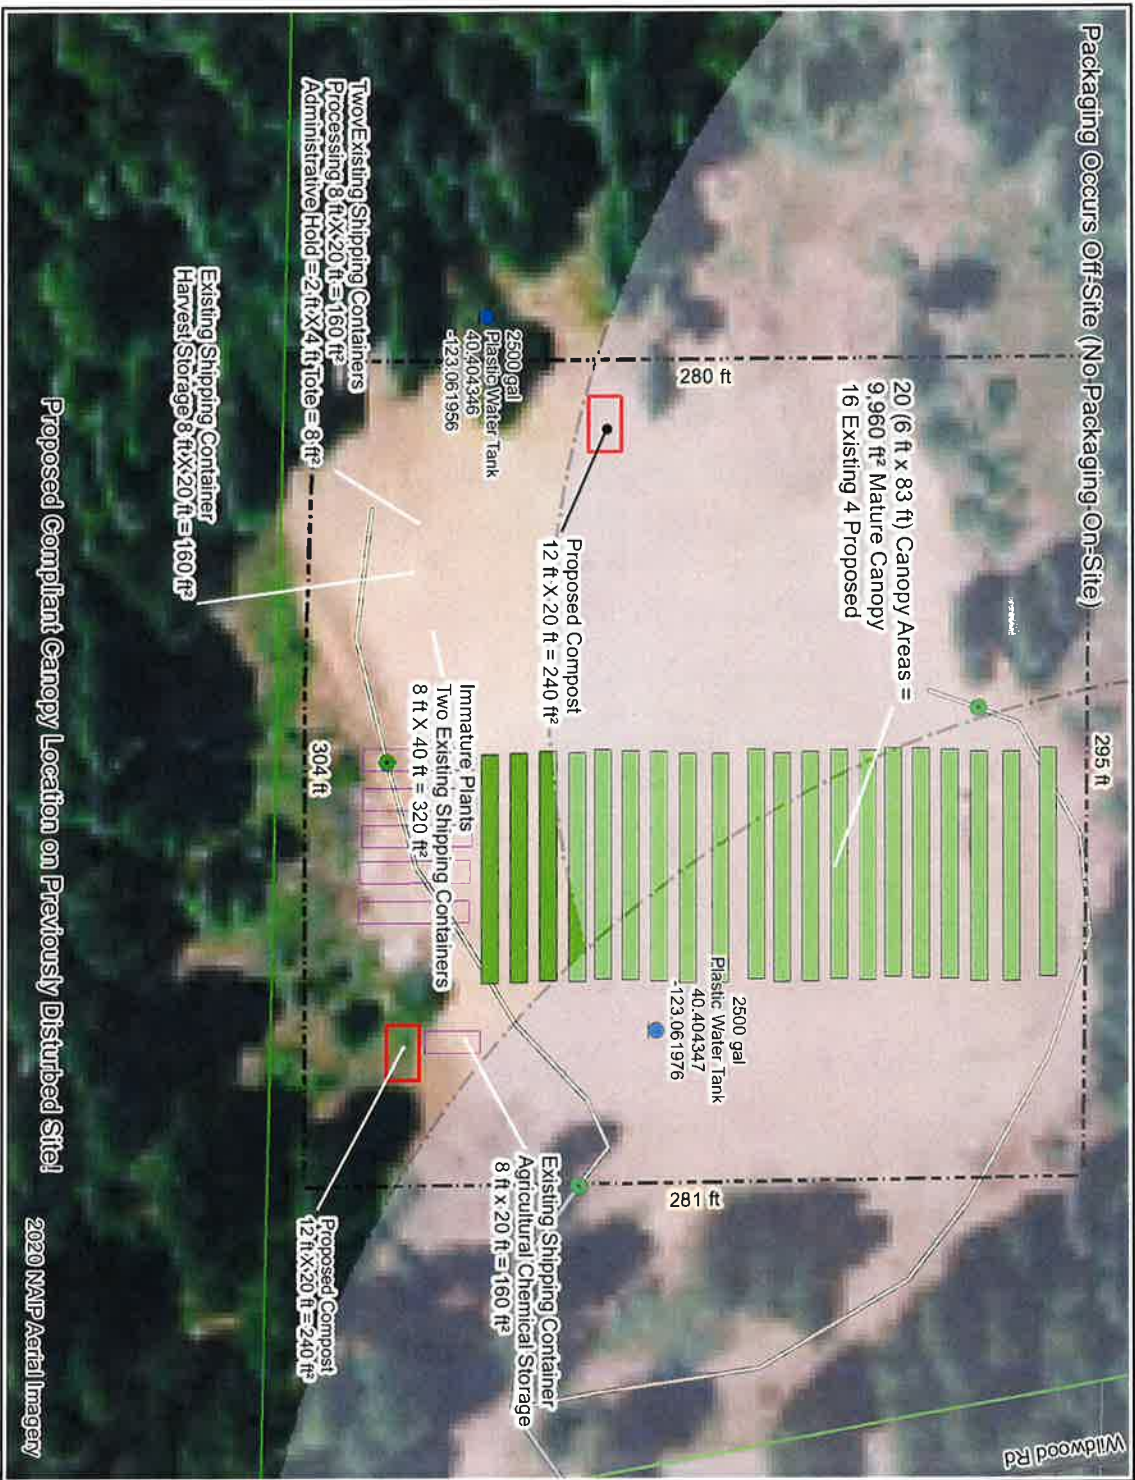 Packaging Occurs Off-Site (No Packaging On-Site)
295 ft
Wildwood Rd
20 (6 ft x 83 ft) Canopy Areas =
9,960 ft² Mature Canopy
16 Existing 4 Proposed
280 ft
2500 gal
Plastic Water Tank
40.404347
-123.061976
281 ft
Proposed Compost
12 ft X 20 ft = 240 ft²
2500 gal
Plastic Water Tank
40.404346
-123.061956
Existing Shipping Container
Agricultural Chemical Storage
8 ft x 20 ft = 160 ft²
Immature Plants
Two Existing Shipping Containers
8 ft X 40 ft = 320 ft²
Two Existing Shipping Containers
Processing 8 ft X 20 ft = 160 ft²
Administrative Hold = 2 ft X 4 ft Tote = 8 ft²
304 ft
Proposed Compost
12 ft X 20 ft = 240 ft²
Existing Shipping Container
Harvest Storage 8 ft X 20 ft = 160 ft²
Proposed Compliant Canopy Location on Previously Disturbed Site!
2020 NAIP Aerial Imagery